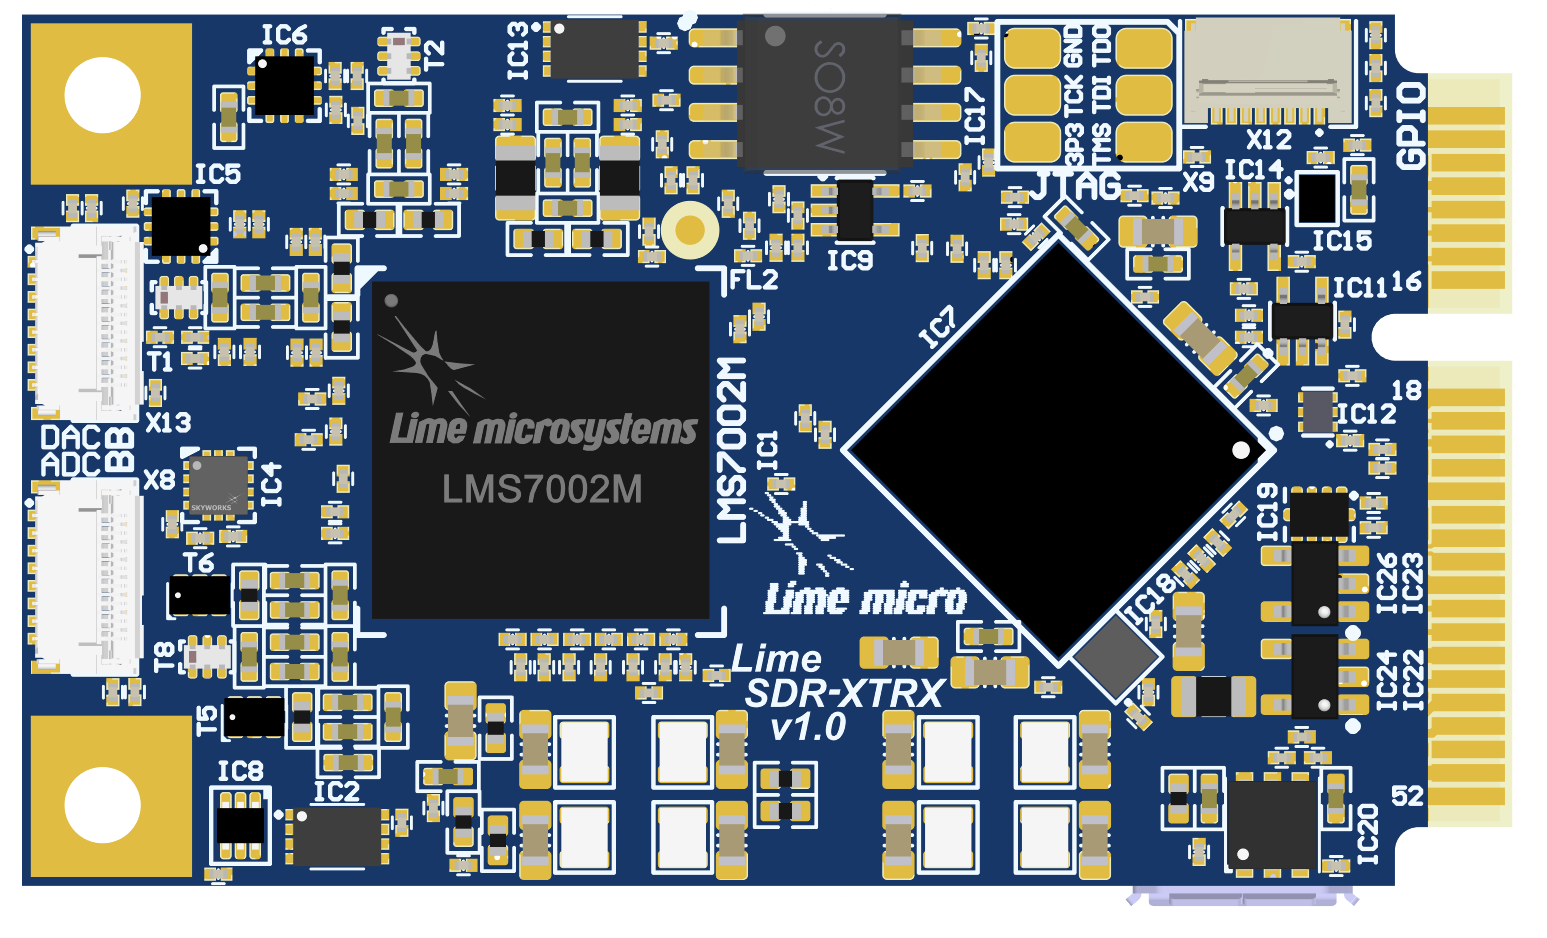 IC6
T2
IC13
SO8W
IC17
GND
TDO
TCK
TDI
3P3
TMS
JTAG
X9
X12
GPIO
IC5
IC14
IC15
IC9
FL2
IC11
16
IC7
T1
X13
DAC
ADC
BB
X8
Lime microsystems
LMS7002M
LMS7002M
IC1
18
IC12
IC4
SKYWORKS
IC19
T6
Lime micro
IC18
IC26
IC23
T8
Lime
SDR-XTRX
v1.0
IC24
IC22
T5
IC8
IC2
52
IC20